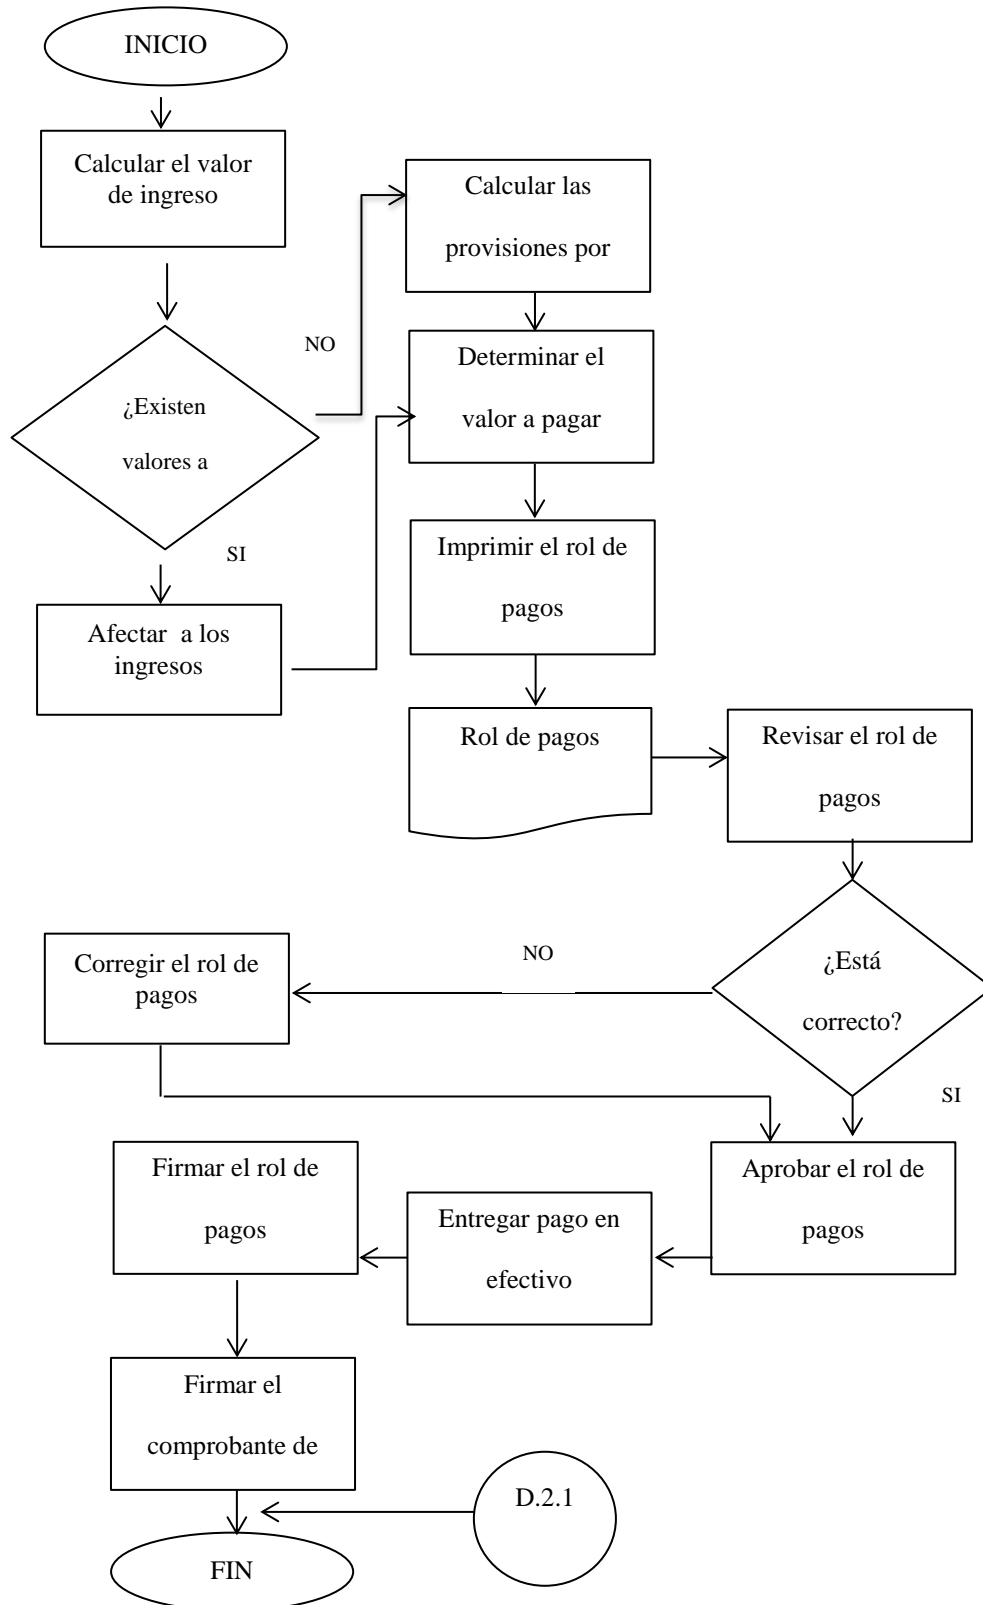 INICIO
Calcular el valor
de ingreso
¿Existen
valores a
NO
SI
Afectar a los
ingresos
Calcular las
provisiones por
Determinar el
valor a pagar
Imprimir el rol de
pagos
Rol de pagos
Revisar el rol de
pagos
¿Está
correcto?
NO
SI
Corregir el rol de
pagos
Aprobar el rol de
pagos
Entregar pago en
efectivo
Firmar el rol de
pagos
Firmar el
comprobante de
D.2.1
FIN